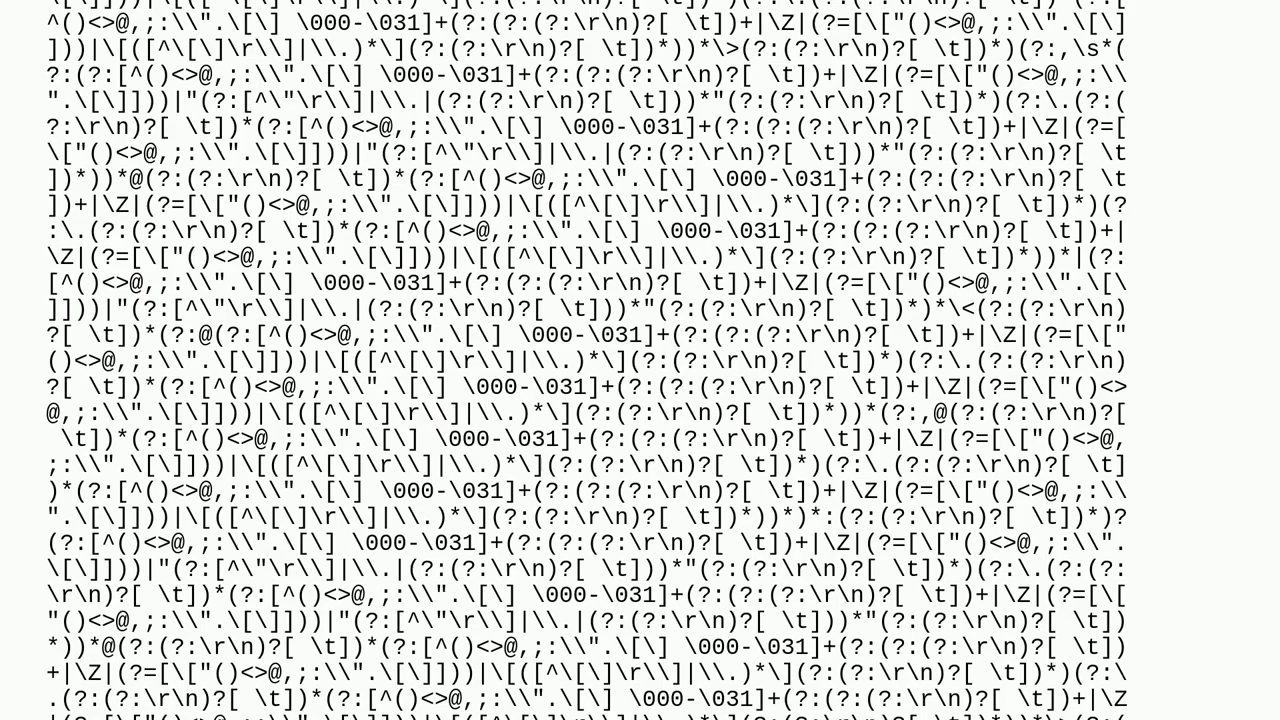 ^()<>@,;:\\".\[\] \000-\031]+(?:(?:(?:\r\n)?[ \t])+|\Z|(?=[\["()<>@,;:\\".\[\]
]))|\[([^\[\]\r\\]|\\.)*\](?:(?:\r\n)?[ \t])*))*\>(?:(?:\r\n)?[ \t])*)(?:,\s*(
?:(?:[^()<>@,;:\\".\[\] \000-\031]+(?:(?:(?:\r\n)?[ \t])+|\Z|(?=[\["()<>@,;:\\
".\[\]]))|"(?:[^\"\r\\]|\\.|(?:(?:\r\n)?[ \t]))*"(?:(?:\r\n)?[ \t])*)(?:\.(?:(
?:\r\n)?[ \t])*(?:[^()<>@,;:\\".\[\] \000-\031]+(?:(?:(?:\r\n)?[ \t])+|\Z|(?=[
\["()<>@,;:\\".\[\]]))|"(?:[^\"\r\\]|\\.|(?:(?:\r\n)?[ \t]))*"(?:(?:\r\n)?[ \t
])*))*@(?:(?:\r\n)?[ \t])*(?:[^()<>@,;:\\".\[\] \000-\031]+(?:(?:(?:\r\n)?[ \t
])+|\Z|(?=[\["()<>@,;:\\".\[\]]))|\[([^\[\]\r\\]|\\.)*\](?:(?:\r\n)?[ \t])*)(?
:\.(?:(?:\r\n)?[ \t])*(?:[^()<>@,;:\\".\[\] \000-\031]+(?:(?:(?:\r\n)?[ \t])+|
\Z|(?=[\["()<>@,;:\\".\[\]]))|\[([^\[\]\r\\]|\\.)*\](?:(?:\r\n)?[ \t])*))*|(?:
[^()<>@,;:\\".\[\] \000-\031]+(?:(?:(?:\r\n)?[ \t])+|\Z|(?=[\["()<>@,;:\\".\[\
]]))|"(?:[^\"\r\\]|\\.|(?:(?:\r\n)?[ \t]))*"(?:(?:\r\n)?[ \t])*)*\<(?:(?:\r\n)
?[ \t])*(?:@(?:[^()<>@,;:\\".\[\] \000-\031]+(?:(?:(?:\r\n)?[ \t])+|\Z|(?=[\["
()<>@,;:\\".\[\]]))|\[([^\[\]\r\\]|\\.)*\](?:(?:\r\n)?[ \t])*)(?:\.(?:(?:\r\n)
?[ \t])*(?:[^()<>@,;:\\".\[\] \000-\031]+(?:(?:(?:\r\n)?[ \t])+|\Z|(?=[\["()<>
@,;:\\".\[\]]))|\[([^\[\]\r\\]|\\.)*\](?:(?:\r\n)?[ \t])*))*(?:,@(?:(?:\r\n)?[
 \t])*(?:[^()<>@,;:\\".\[\] \000-\031]+(?:(?:(?:\r\n)?[ \t])+|\Z|(?=[\["()<>@,
;:\\".\[\]]))|\[([^\[\]\r\\]|\\.)*\](?:(?:\r\n)?[ \t])*)(?:\.(?:(?:\r\n)?[ \t]
)*(?:[^()<>@,;:\\".\[\] \000-\031]+(?:(?:(?:\r\n)?[ \t])+|\Z|(?=[\["()<>@,;:\\
".\[\]]))|\[([^\[\]\r\\]|\\.)*\](?:(?:\r\n)?[ \t])*))*)*:(?:(?:\r\n)?[ \t])*)?
(?:[^()<>@,;:\\".\[\] \000-\031]+(?:(?:(?:\r\n)?[ \t])+|\Z|(?=[\["()<>@,;:\\".
\[\]]))|"(?:[^\"\r\\]|\\.|(?:(?:\r\n)?[ \t]))*"(?:(?:\r\n)?[ \t])*)(?:\.(?:(?:
\r\n)?[ \t])*(?:[^()<>@,;:\\".\[\] \000-\031]+(?:(?:(?:\r\n)?[ \t])+|\Z|(?=[\[
"()<>@,;:\\".\[\]]))|"(?:[^\"\r\\]|\\.|(?:(?:\r\n)?[ \t]))*"(?:(?:\r\n)?[ \t])
*))*@(?:(?:\r\n)?[ \t])*(?:[^()<>@,;:\\".\[\] \000-\031]+(?:(?:(?:\r\n)?[ \t])
+|\Z|(?=[\["()<>@,;:\\".\[\]]))|\[([^\[\]\r\\]|\\.)*\](?:(?:\r\n)?[ \t])*)(?:\
.(?:(?:\r\n)?[ \t])*(?:[^()<>@,;:\\".\[\] \000-\031]+(?:(?:(?:\r\n)?[ \t])+|\Z